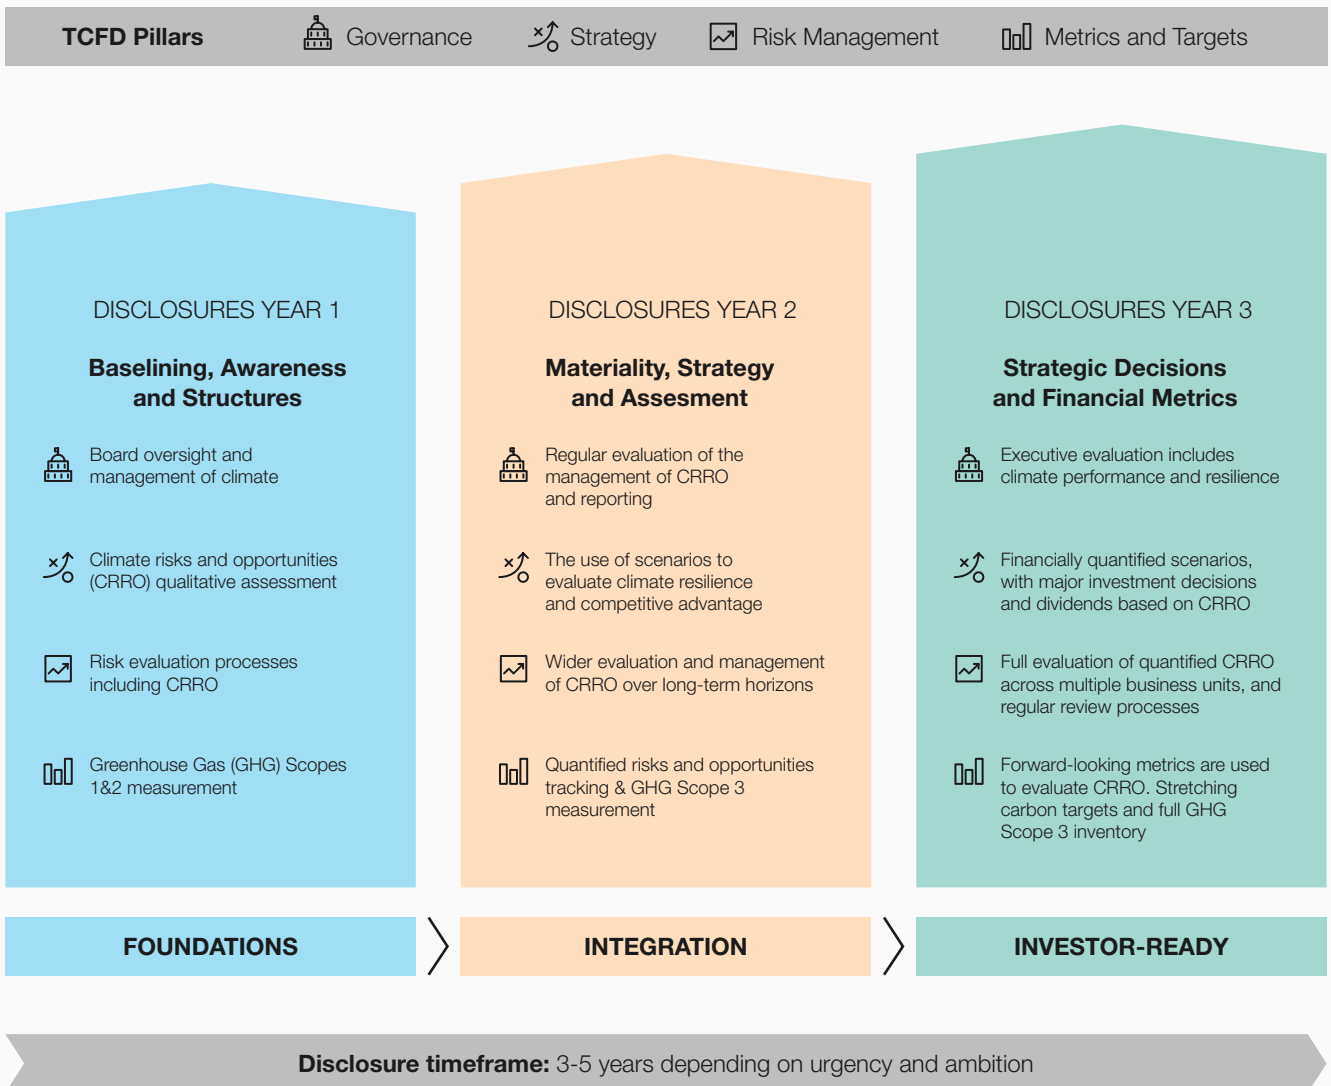 TCFD Pillars Governance Strategy Risk Management Metrics and Targets
DISCLOSURES YEAR 1
Baselining, Awareness
and Structures
Board oversight and
management of climate
Climate risks and opportunities
(CRRO) qualitative assessment
Risk evaluation processes
including CRRO
Greenhouse Gas (GHG) Scopes
1&2 measurement
FOUNDATIONS
DISCLOSURES YEAR 2
Materiality, Strategy
and Assesment
Regular evaluation of the
management of CRRO
and reporting
The use of scenarios to
evaluate climate resilience
and competitive advantage
Wider evaluation and management
of CRRO over long-term horizons
Quantified risks and opportunities
tracking & GHG Scope 3
measurement
INTEGRATION
DISCLOSURES YEAR 3
Strategic Decisions
and Financial Metrics
Executive evaluation includes
climate performance and resilience
Financially quantified scenarios,
with major investment decisions
and dividends based on CRRO
Full evaluation of quantified CRRO
across multiple business units, and
regular review processes
Forward-looking metrics are used
to evaluate CRRO. Stretching
carbon targets and full GHG
Scope 3 inventory
INVESTOR-READY
Disclosure timeframe: 3-5 years depending on urgency and ambition